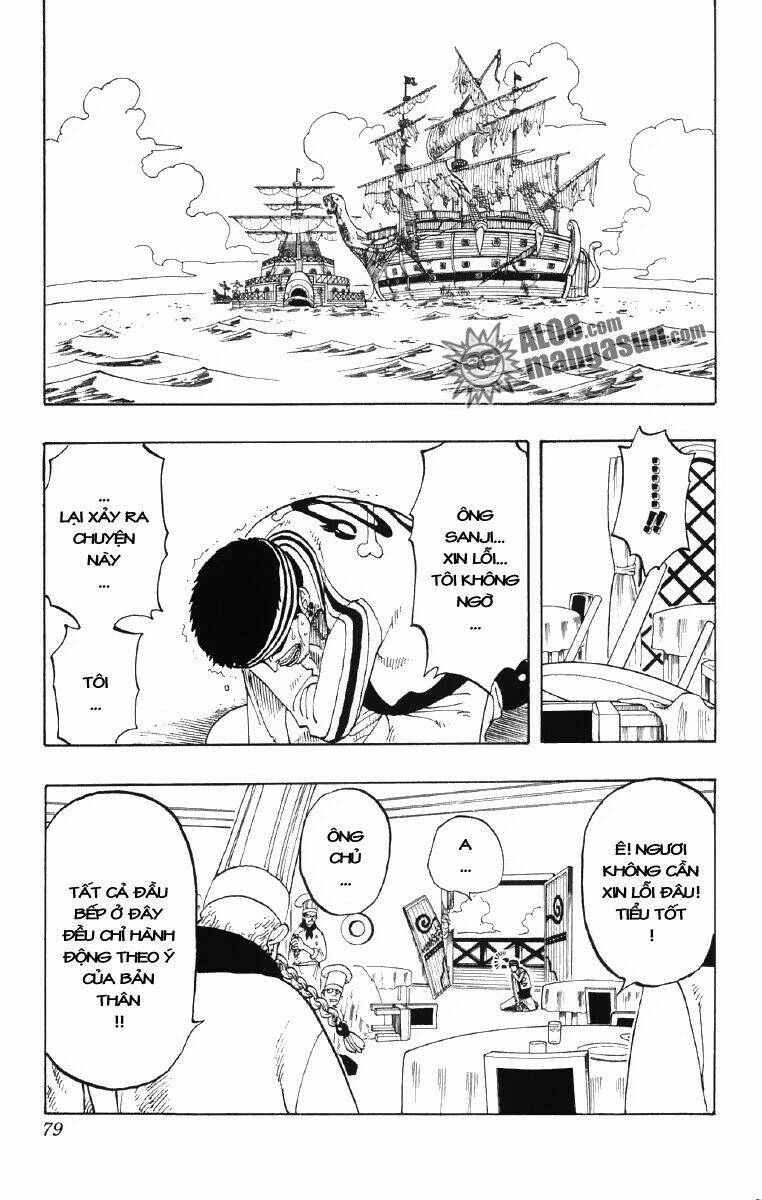 AL08.com
mangasun.com
......!!
ÔNG
SANJI...
XIN LỖI...
TÔI KHÔNG
NGỜ
...
...
LẠI XẢY RA
CHUYỆN
NÀY
...
TÔI
...
Ê! NGƯƠI
KHÔNG CẦN
XIN LỖI ĐÂU!
TIỂU TỐT
!
A
...
ÔNG
CHỦ
...
TẤT CẢ ĐẦU
BẾP Ở ĐÂY
ĐỀU CHỈ HÀNH
ĐỘNG THEO Ý
CỦA BẢN
THÂN
!!
79